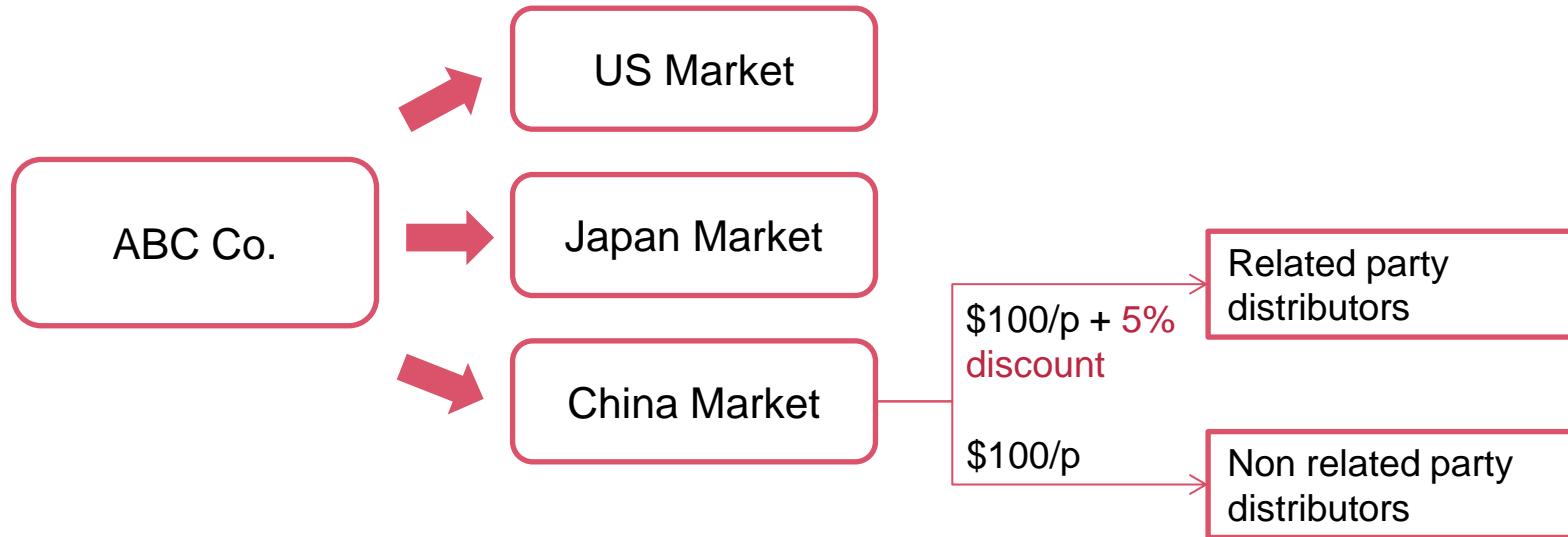 US Market
ABC Co.
Japan Market
China Market
$100/p + 5%
discount
$100/p
Related party
distributors
Non related party
distributors